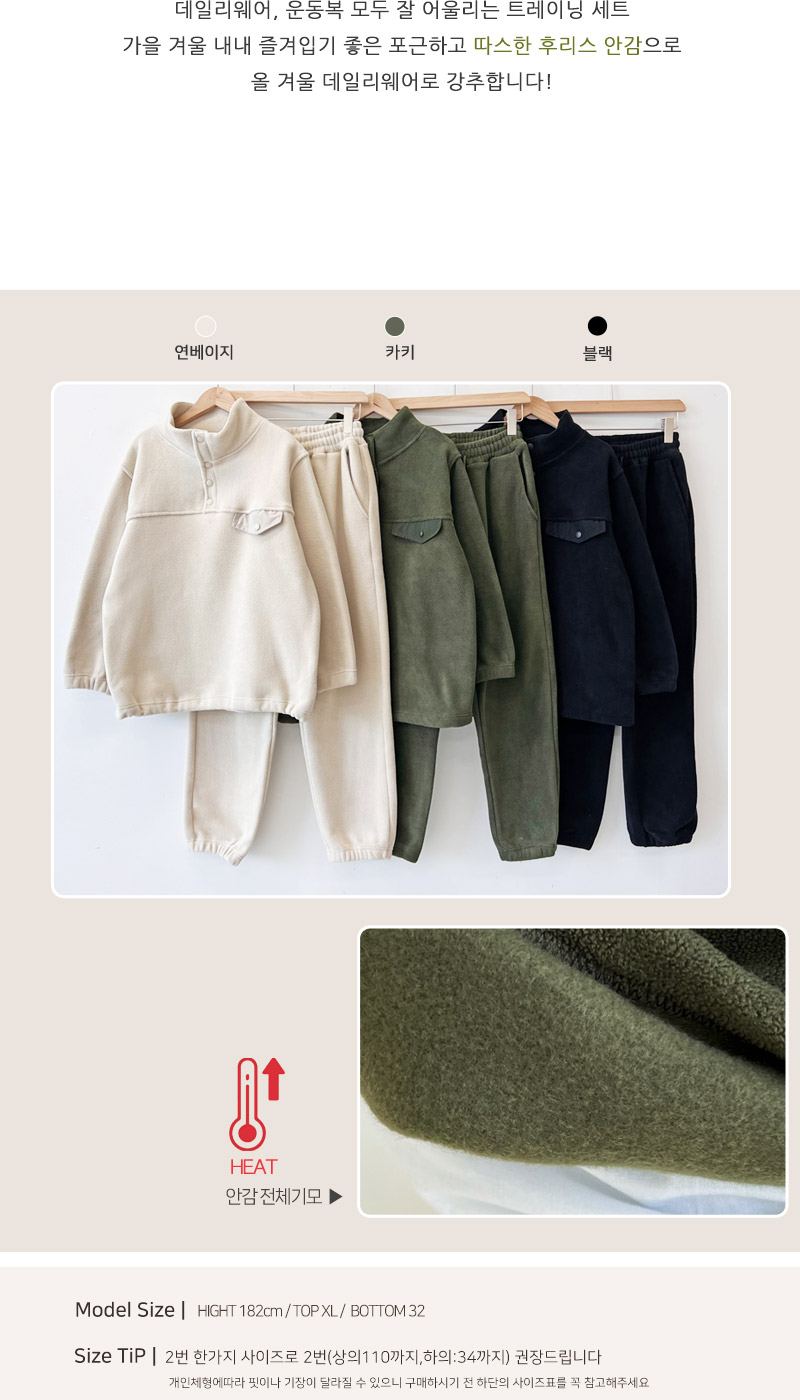 데일리웨어, 운동복 모두 잘 어울리는 트레이닝 세트
가을 겨울 내내 즐겨입기 좋은 포근하고 따스한 후리스 안감으로
올 겨울 데일리웨어로 강추합니다!
연베이지
카키
블랙
HEAT
안감전체기모 ▶
Model Size | HIGHT 182cm / TOP XL / BOTTOM 32
Size TiP | 2번 한가지 사이즈로 2번(상의110까지,하의:34까지) 권장드립니다
개인체형에따라 핏이나 기장이 달라질 수 있으니 구매하시기 전 하단의 사이즈표를 꼭 참고해주세요